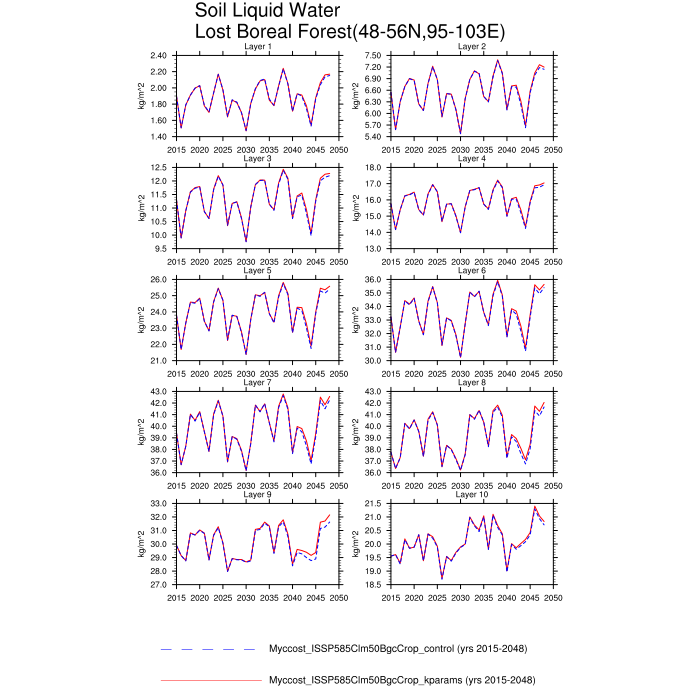 Soil Liquid Water
Lost Boreal Forest(48-56N,95-103E)
Layer 1
Layer 2
kg/m^2
2.40
2.20
2.00
1.80
1.60
1.40
2015 2020 2025 2030 2035 2040 2045 2050
kg/m^2
7.50
7.20
6.90
6.60
6.30
6.00
5.70
5.40
2015 2020 2025 2030 2035 2040 2045 2050
Layer 3
Layer 4
kg/m^2
12.5
12.0
11.5
11.0
10.5
10.0
9.5
2015 2020 2025 2030 2035 2040 2045 2050
kg/m^2
18.0
17.0
16.0
15.0
14.0
13.0
2015 2020 2025 2030 2035 2040 2045 2050
Layer 5
Layer 6
kg/m^2
26.0
25.0
24.0
23.0
22.0
21.0
2015 2020 2025 2030 2035 2040 2045 2050
kg/m^2
36.0
35.0
34.0
33.0
32.0
31.0
30.0
2015 2020 2025 2030 2035 2040 2045 2050
Layer 7
Layer 8
kg/m^2
43.0
42.0
41.0
40.0
39.0
38.0
37.0
36.0
2015 2020 2025 2030 2035 2040 2045 2050
kg/m^2
43.0
42.0
41.0
40.0
39.0
38.0
37.0
36.0
2015 2020 2025 2030 2035 2040 2045 2050
Layer 9
Layer 10
kg/m^2
33.0
32.0
31.0
30.0
29.0
28.0
27.0
2015 2020 2025 2030 2035 2040 2045 2050
kg/m^2
21.5
21.0
20.5
20.0
19.5
19.0
18.5
2015 2020 2025 2030 2035 2040 2045 2050
Myccost_ISSP585Clm50BgcCrop_control (yrs 2015-2048)
Myccost_ISSP585Clm50BgcCrop_kparams (yrs 2015-2048)